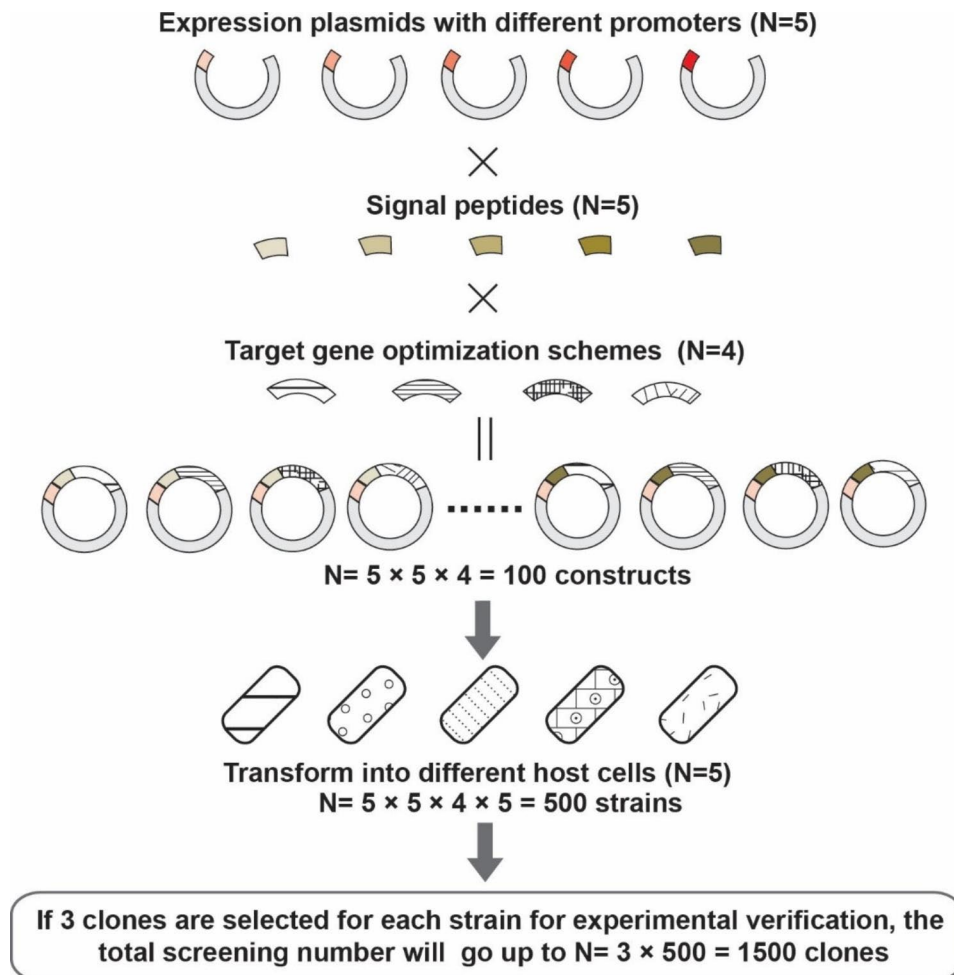 Expression plasmids with different promoters (N=5)
Signal peptides (N=5)
Target gene optimization schemes (N=4)
N= 5 × 5 × 4 = 100 constructs
Transform into different host cells (N=5)
N= 5 × 5 × 4 × 5 = 500 strains
If 3 clones are selected for each strain for experimental verification, the
total screening number will go up to N= 3 × 500 = 1500 clones